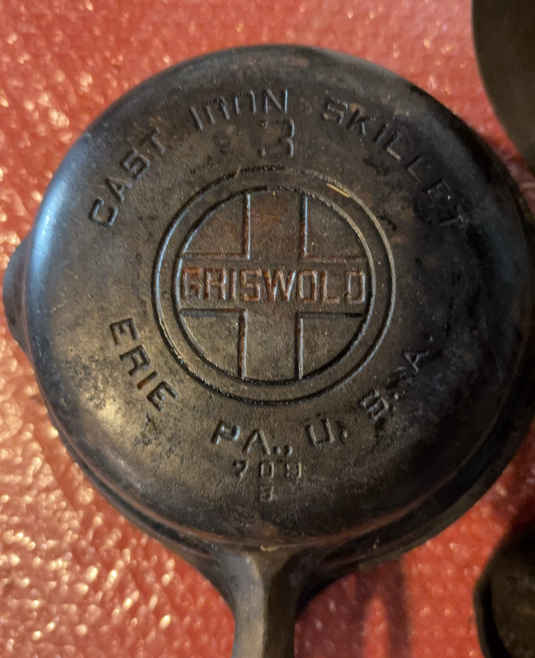 CAST IRON SKILLET
3
GRISWOLD
ERIE PA., U. S. A.
709